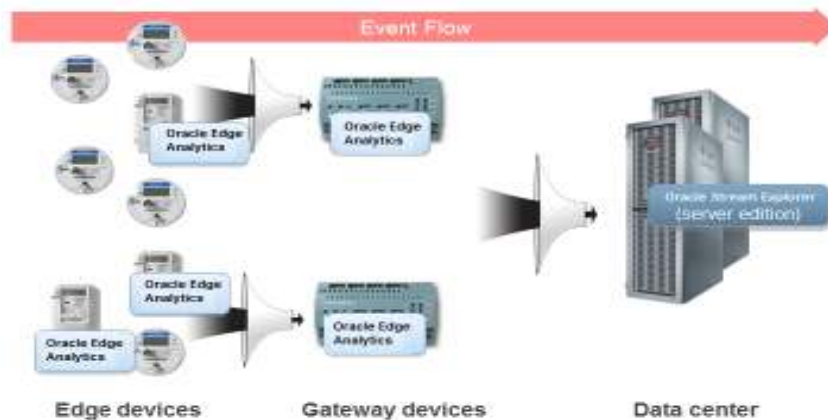 Event Flow
Oracle Edge
Analytics
Oracle Edge
Analytics
Oracle Stream Explorer
(server edition)
Oracle Edge
Analytics
Oracle Edge
Analytics
Oracle Edge
Analytics
Edge devices
Gateway devices
Data center